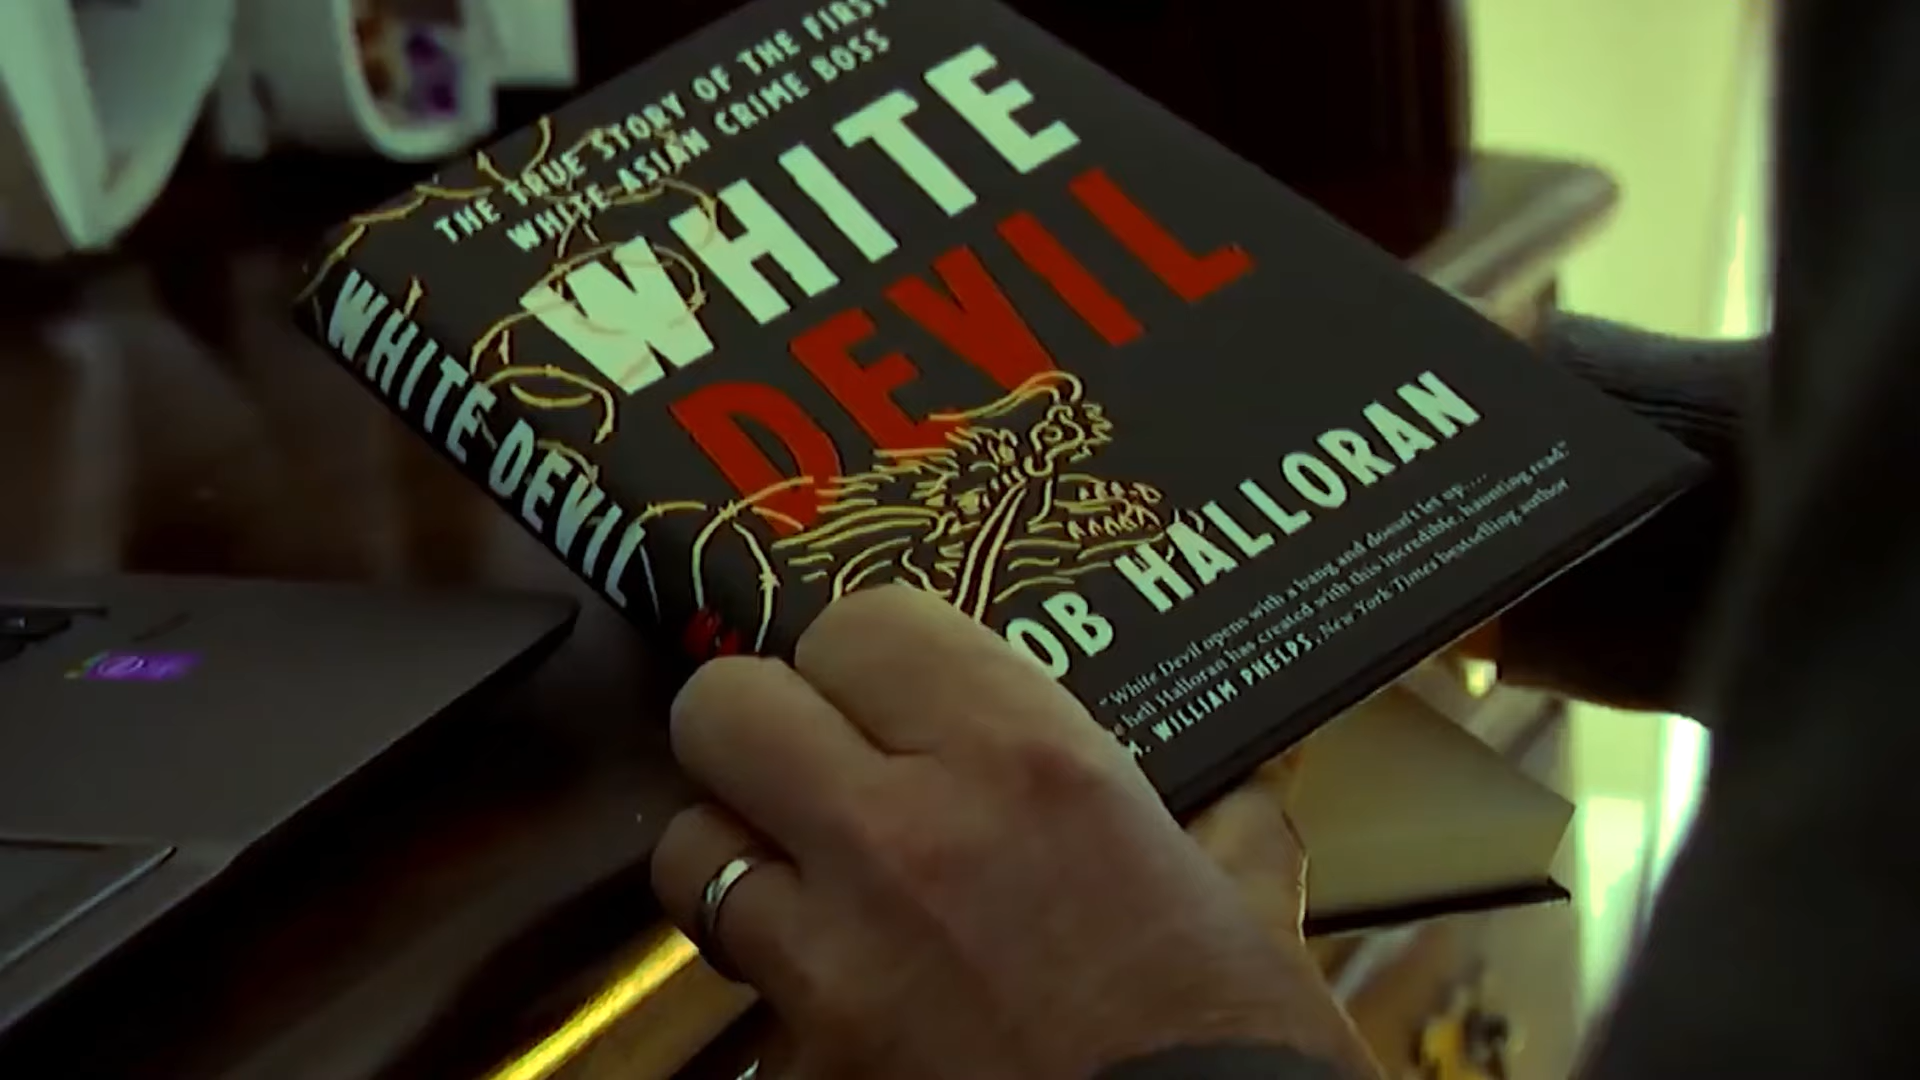 THE TRUE STORY OF THE FIRST
WHITE ASIAN CRIME BOSS
WHITE
DEVIL
WHITE DEVIL
OB HALLORAN
"White Devil opens with a bang and doesn't let up....
hell Halloran has created with this incredible, haunting read."
M. WILLIAM PHELPS, New York Times bestselling author